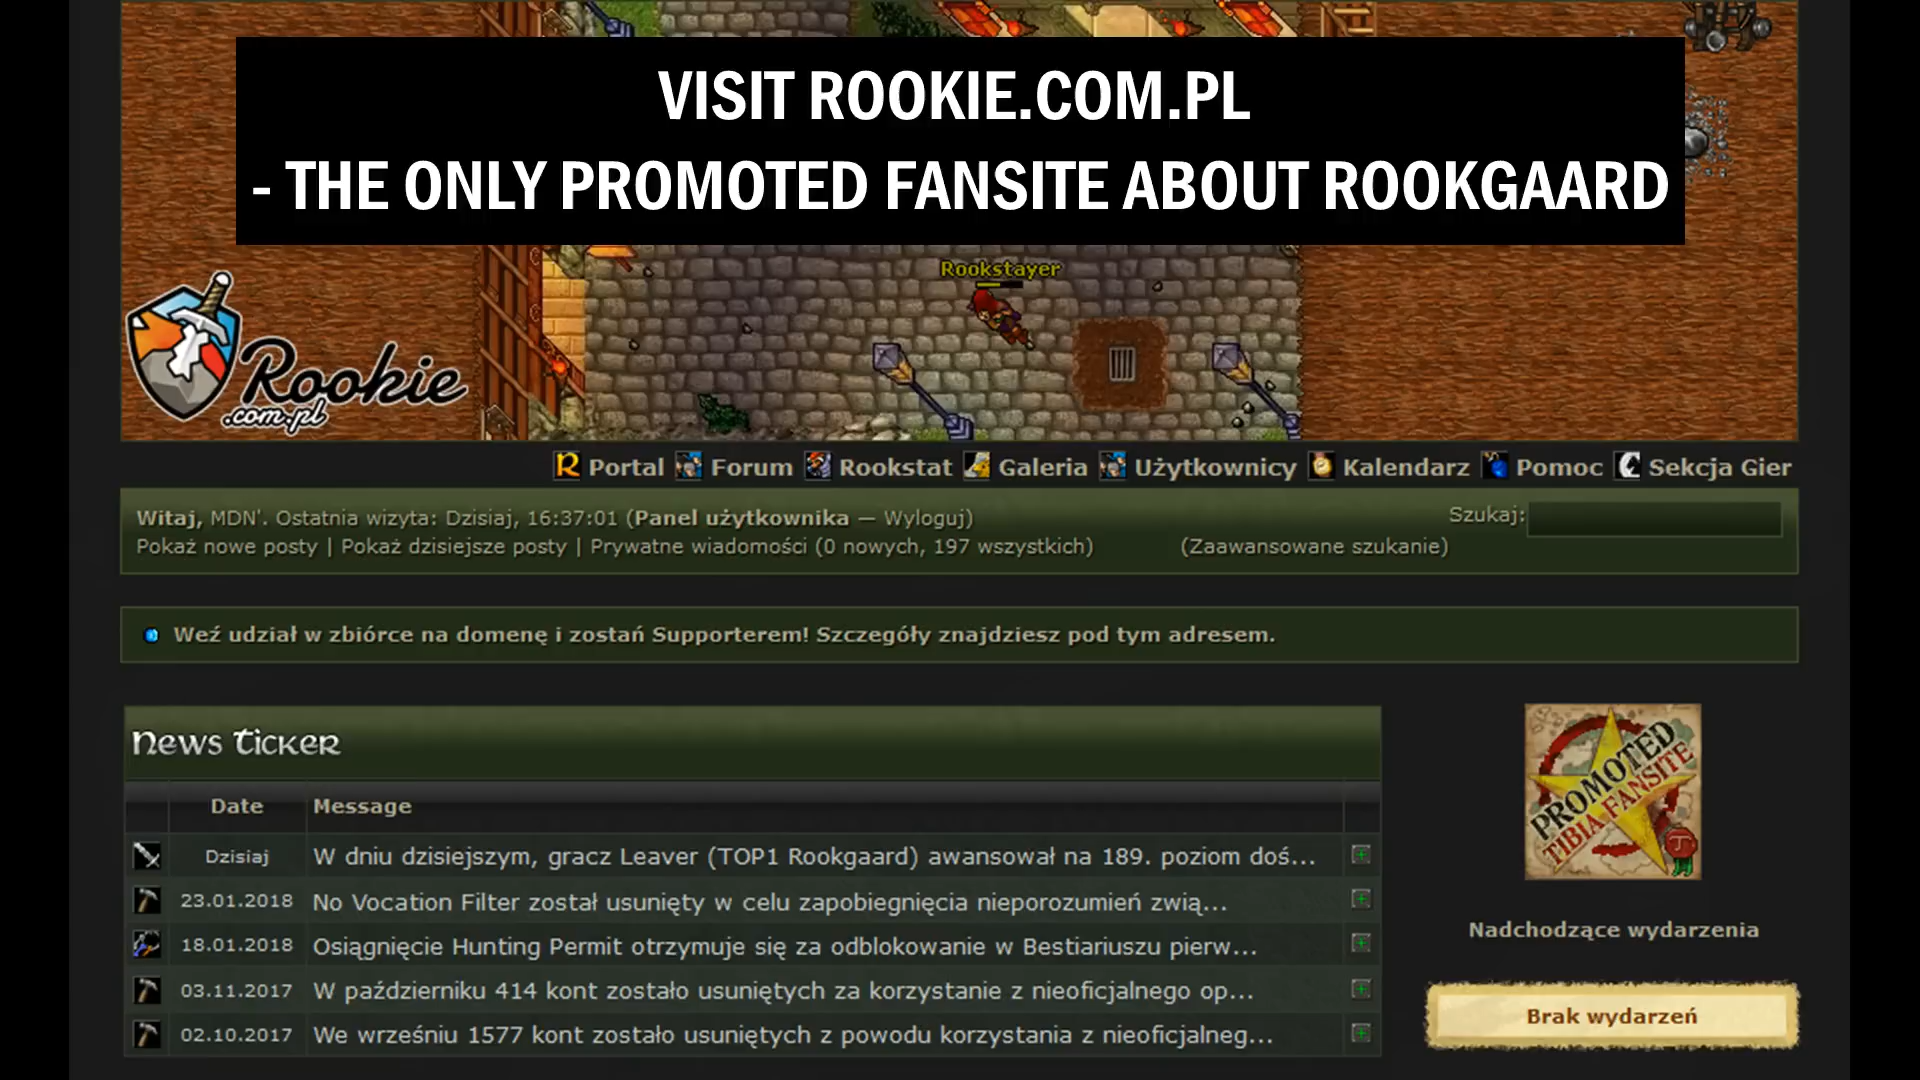 VISIT ROOKIE.COM.PL
- THE ONLY PROMOTED FANSITE ABOUT ROOKGAARD
Rookstayer
Rookie
.com.pl
Portal Forum Rookstat Galeria Użytkownicy Kalendarz Pomoc Sekcja Gier
Witaj, MDN'. Ostatnia wizyta: Dzisiaj, 16:37:01 (Panel użytkownika — Wyloguj)
Szukaj:
Pokaż nowe posty | Pokaż dzisiejsze posty | Prywatne wiadomości (0 nowych, 197 wszystkich)
(Zaawansowane szukanie)
Weź udział w zbiórce na domenę i zostań Supporterem! Szczegóły znajdziesz pod tym adresem.
News Ticker
Date Message
Dzisiaj W dniu dzisiejszym, gracz Leaver (TOP1 Rookgaard) awansował na 189. poziom doś...
23.01.2018 No Vocation Filter został usunięty w celu zapobiegnięcia nieporozumień zwią...
18.01.2018 Osiągnięcie Hunting Permit otrzymuje się za odblokowanie w Bestiariuszu pierw...
03.11.2017 W październiku 414 kont zostało usuniętych za korzystanie z nieoficjalnego op...
02.10.2017 We wrześniu 1577 kont zostało usuniętych z powodu korzystania z nieoficjalneg...
PROMOTED
TIBIA FANSITE
Nadchodzące wydarzenia
Brak wydarzeń